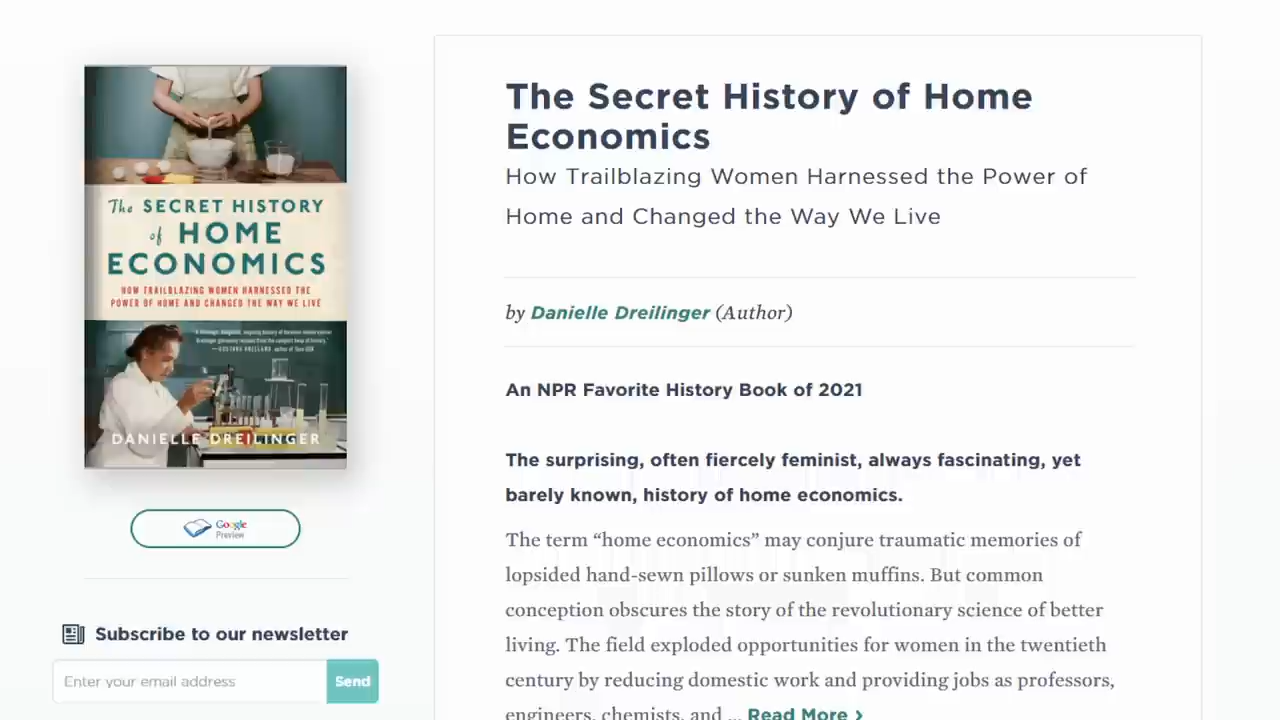 The SECRET HISTORY
of HOME
ECONOMICS
HOW TRAILBLAZING WOMEN HARNESSED THE
POWER OF HOME AND CHANGED THE WAY WE LIVE
DANIELLE DREILINGER
Google
Preview
Subscribe to our newsletter
Enter your email address
Send
The Secret History of Home
Economics
How Trailblazing Women Harnessed the Power of
Home and Changed the Way We Live
by Danielle Dreilinger (Author)
An NPR Favorite History Book of 2021
The surprising, often fiercely feminist, always fascinating, yet
barely known, history of home economics.
The term “home economics” may conjure traumatic memories of
lopsided hand-sewn pillows or sunken muffins. But common
conception obscures the story of the revolutionary science of better
living. The field exploded opportunities for women in the twentieth
century by reducing domestic work and providing jobs as professors,
engineers, chemists, and ... Read More ›